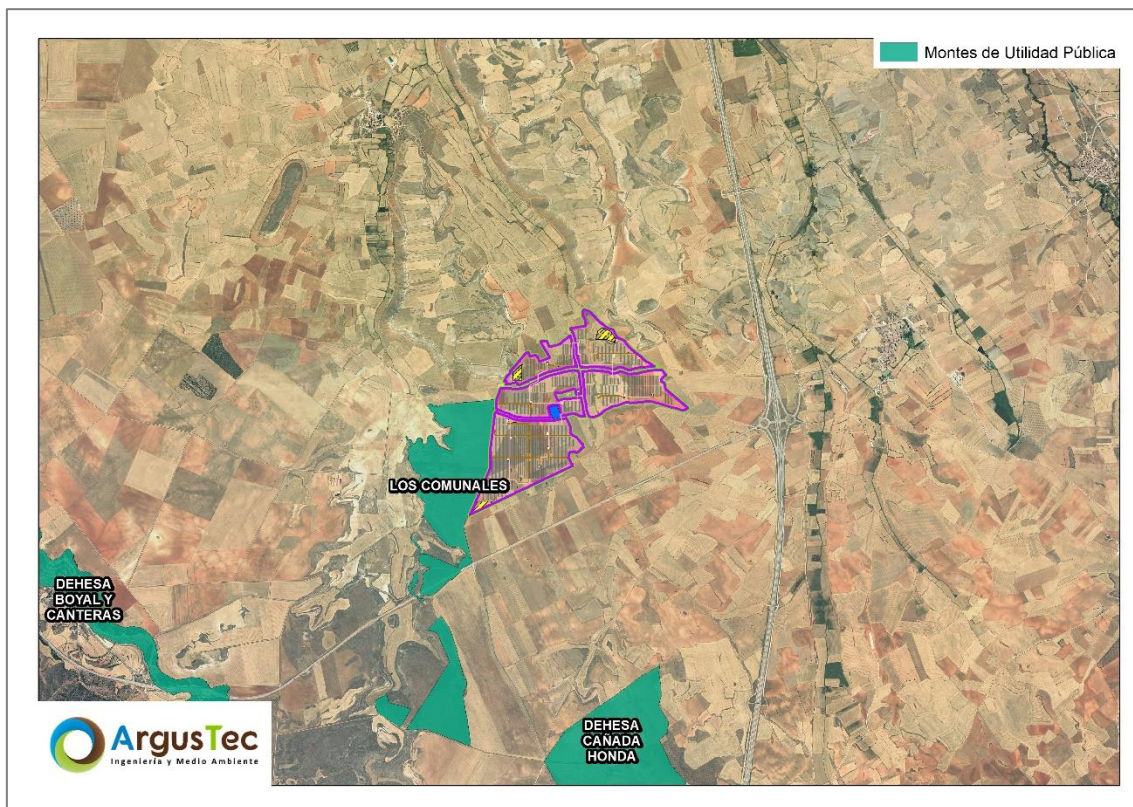 Montes de Utilidad Pública
LOS COMUNALES
DEHESA
BOYAL Y
CANTERAS
DEHESA
CAÑADA
HONDA
ArgusTec
Ingeniería y Medio Ambiente